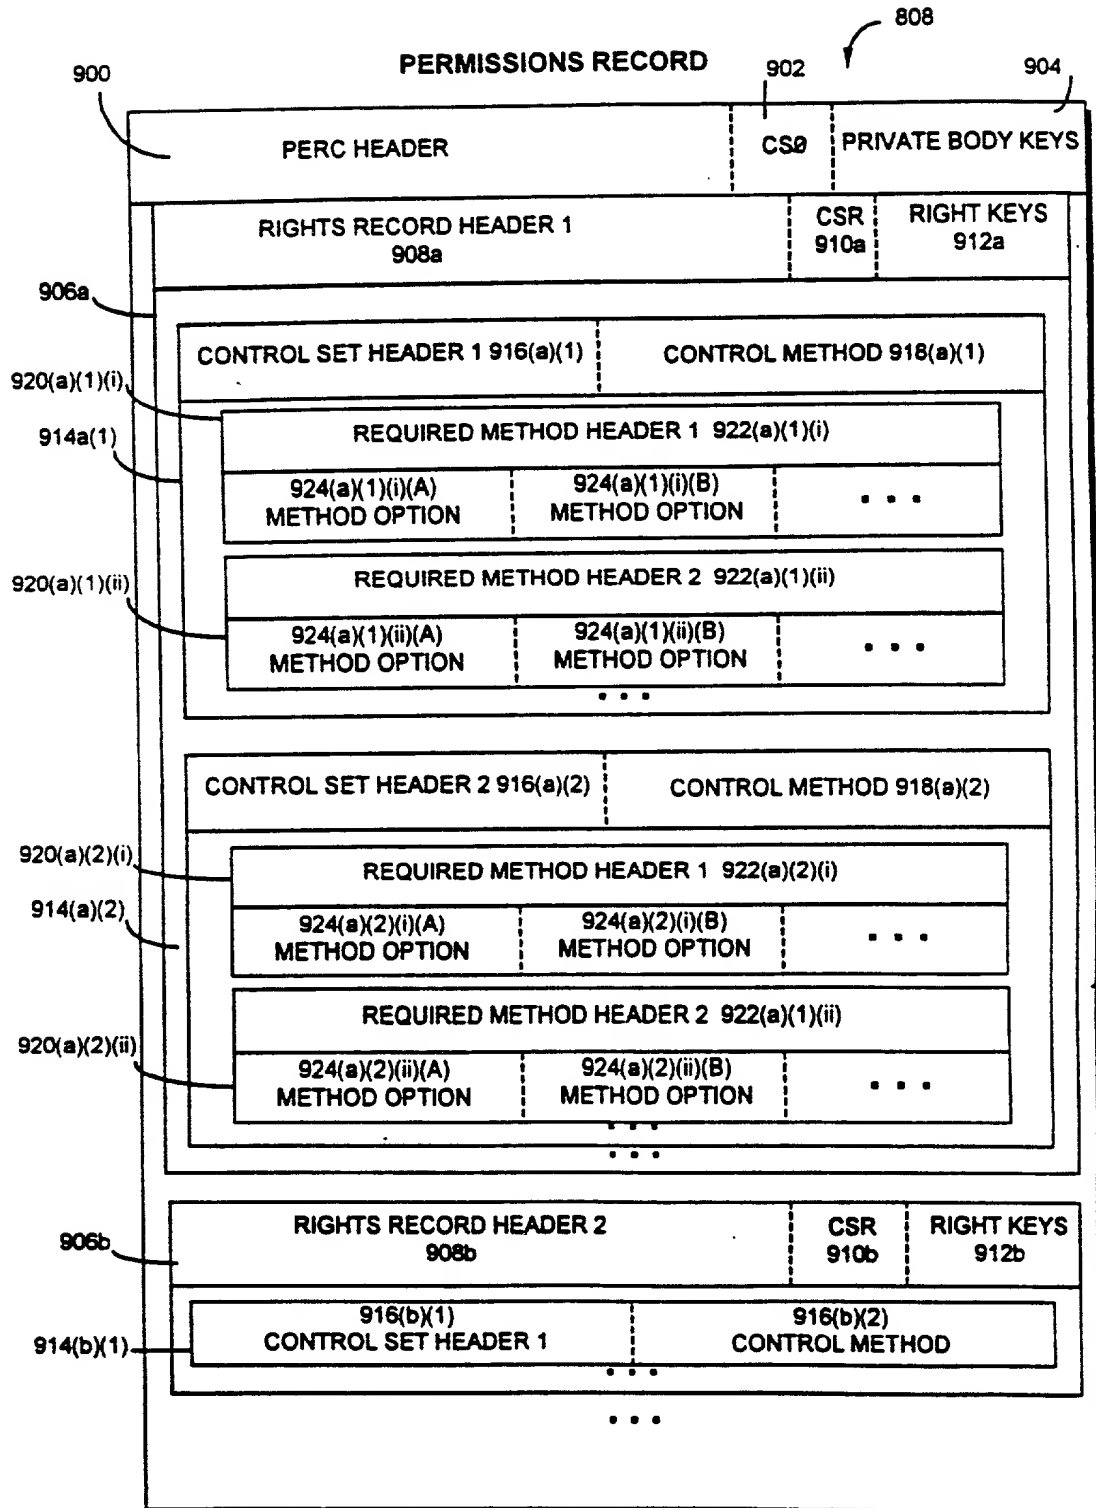 808
PERMISSIONS RECORD
900
902
904
PERC HEADER
CS0
PRIVATE BODY KEYS
RIGHTS RECORD HEADER 1
908a
CSR
910a
RIGHT KEYS
912a
906a
CONTROL SET HEADER 1 916(a)(1)
CONTROL METHOD 918(a)(1)
920(a)(1)(i)
914a(1)
REQUIRED METHOD HEADER 1 922(a)(1)(i)
924(a)(1)(i)(A)
METHOD OPTION
924(a)(1)(i)(B)
METHOD OPTION
...
920(a)(1)(ii)
REQUIRED METHOD HEADER 2 922(a)(1)(ii)
924(a)(1)(ii)(A)
METHOD OPTION
924(a)(1)(ii)(B)
METHOD OPTION
...
...
CONTROL SET HEADER 2 916(a)(2)
CONTROL METHOD 918(a)(2)
920(a)(2)(i)
914(a)(2)
REQUIRED METHOD HEADER 1 922(a)(2)(i)
924(a)(2)(i)(A)
METHOD OPTION
924(a)(2)(i)(B)
METHOD OPTION
...
920(a)(2)(ii)
REQUIRED METHOD HEADER 2 922(a)(1)(ii)
924(a)(2)(ii)(A)
METHOD OPTION
924(a)(2)(ii)(B)
METHOD OPTION
...
...
...
906b
RIGHTS RECORD HEADER 2
908b
CSR
910b
RIGHT KEYS
912b
914(b)(1)
916(b)(1)
CONTROL SET HEADER 1
916(b)(2)
CONTROL METHOD
...
...